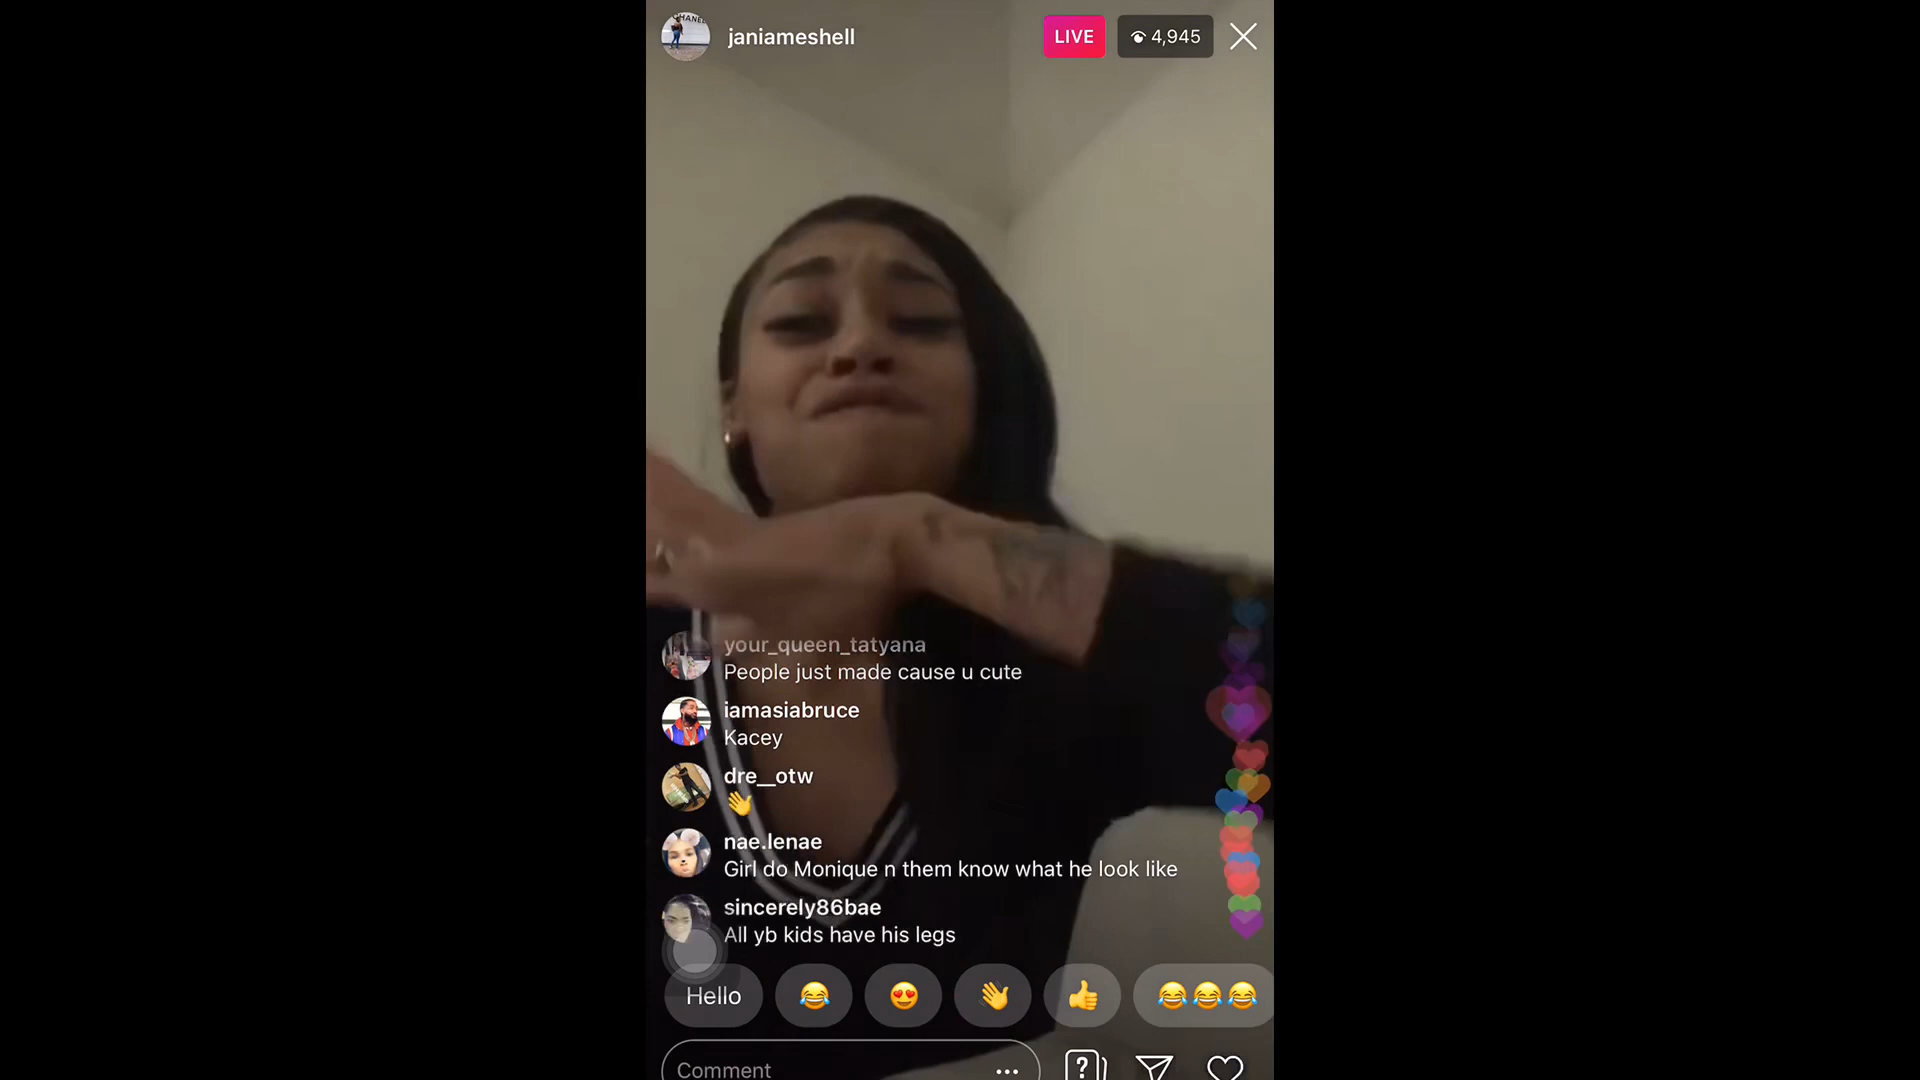 CHANEL
janiameshell
LIVE
4,945
your_queen_tatyana
People just made cause u cute
iamasiabruce
Kacey
dre__otw
👋
nae.lenae
Girl do Monique n them know what he look like
sincerely86bae
All yb kids have his legs
Hello 😂 😍 👋 👍 😂😂😂
Comment ...
?